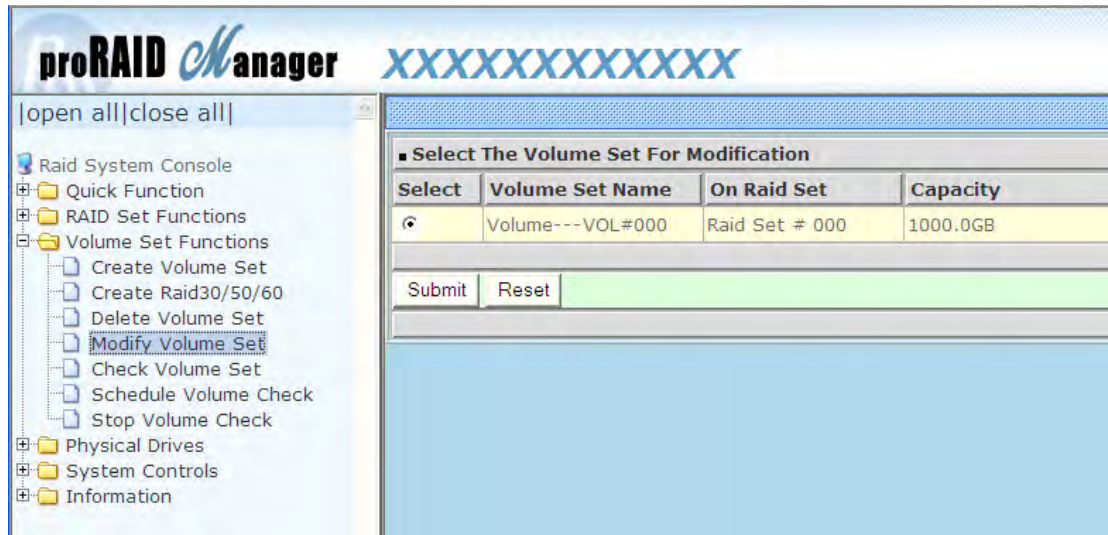 proRAID Manager XXXXXXXXXXXX
|open all|close all|
Raid System Console
Quick Function
RAID Set Functions
Volume Set Functions
Create Volume Set
Create Raid30/50/60
Delete Volume Set
Modify Volume Set
Check Volume Set
Schedule Volume Check
Stop Volume Check
Physical Drives
System Controls
Information
Select The Volume Set For Modification
Select Volume Set Name On Raid Set Capacity
Volume---VOL#000 Raid Set # 000 1000.0GB
Submit Reset